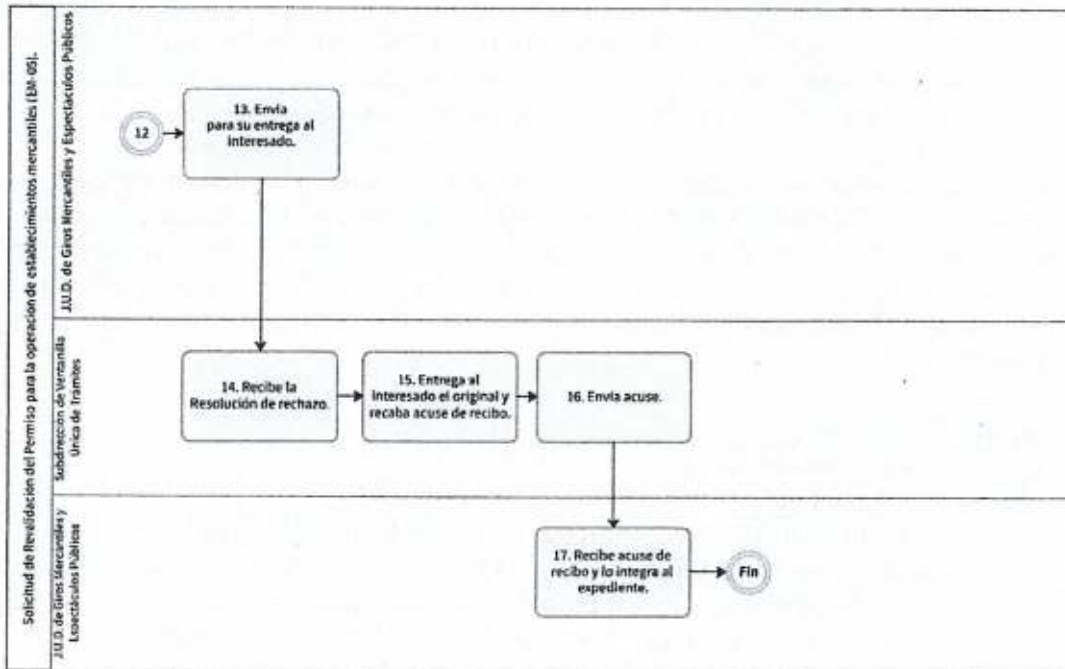 Solicitud de Revalidación del Permiso para la operación de establecimientos mercantiles (EM-05).
J.U.D. de Giros Mercantiles y Espectáculos Públicos
12
13. Envía
para su entrega al
interesado.
Subdirección de Ventanilla
Única de Trámites
14. Recibe la
Resolución de rechazo.
15. Entrega al
Interesado el original y
recaba acuse de recibo.
16. Envía acuse.
J.U.D. de Giros Mercantiles y
Espectáculos Públicos
17. Recibe acuse de
recibo y lo integra al
expediente.
Fin